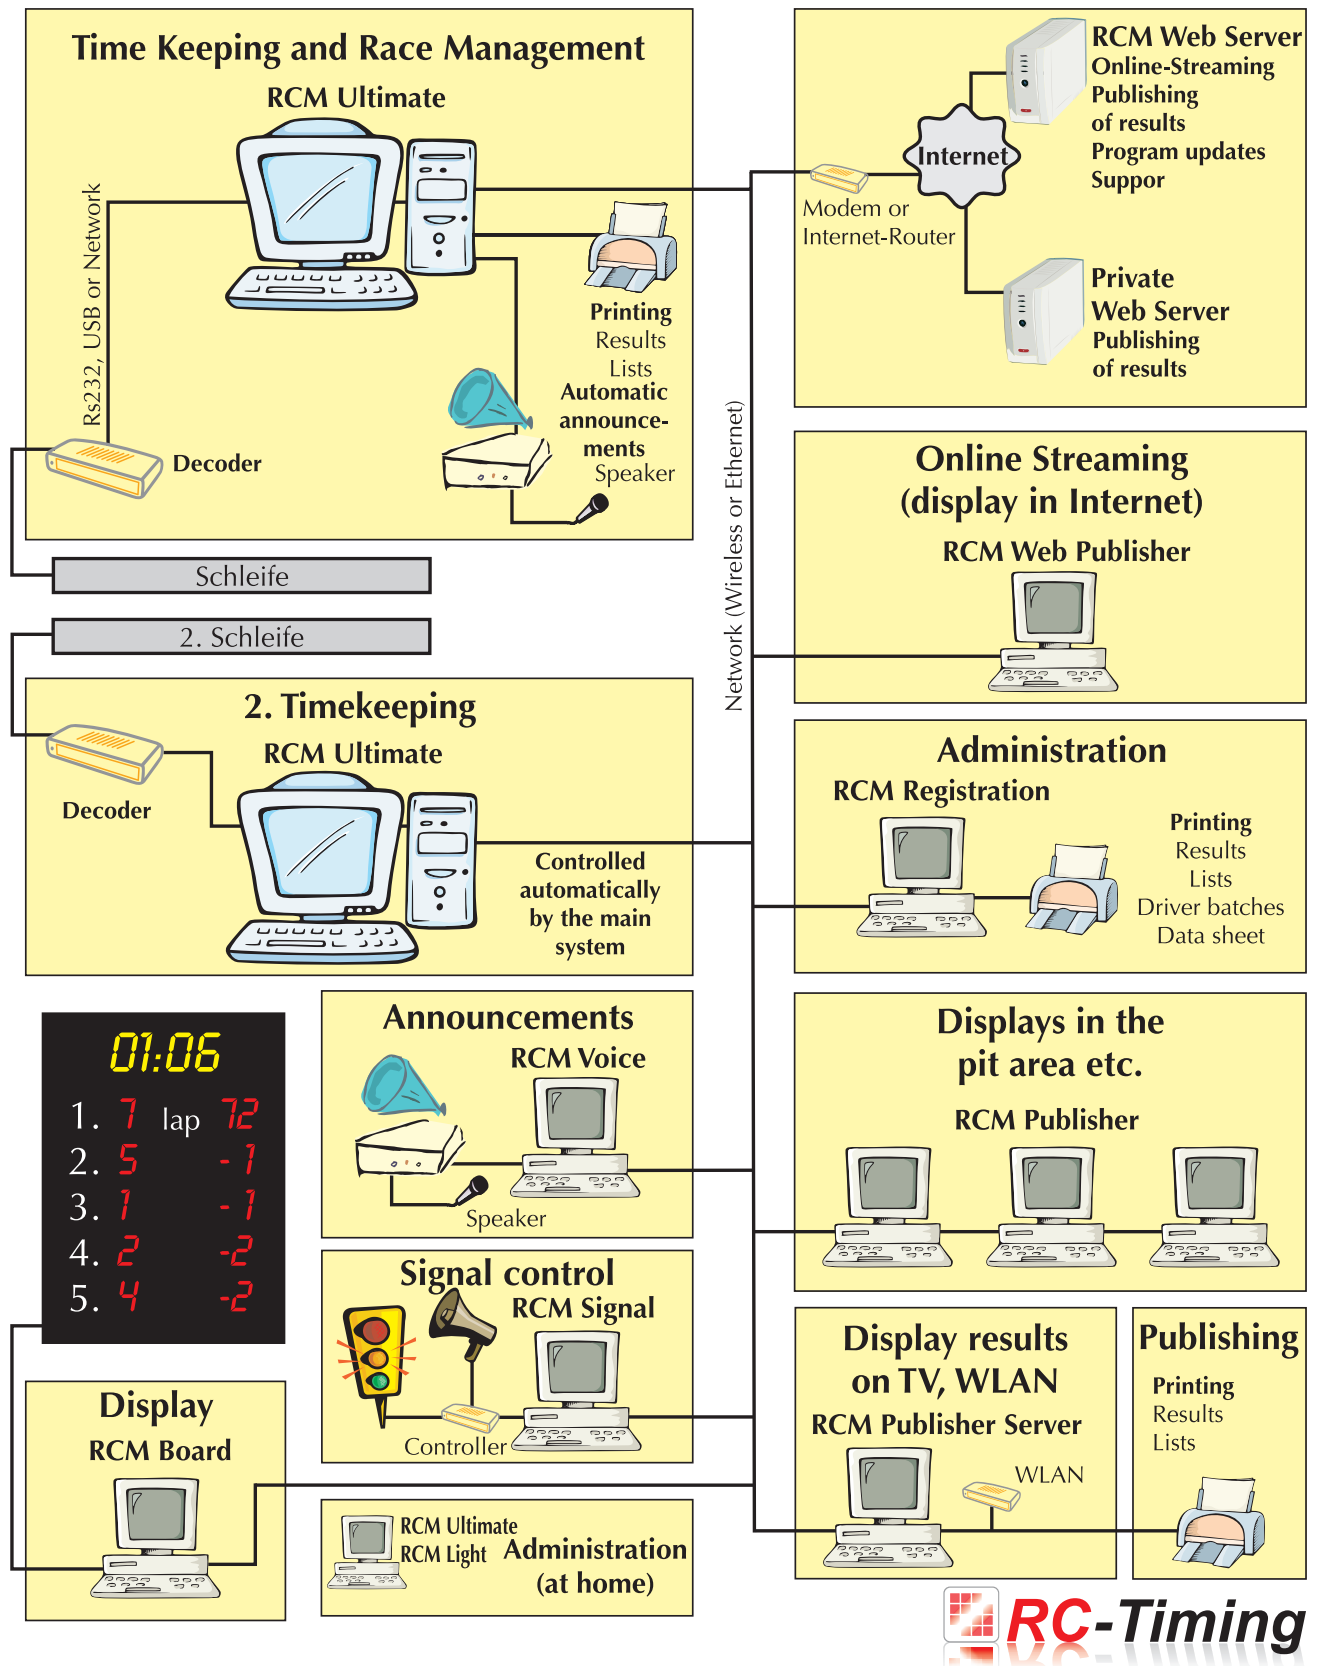 Time Keeping and Race Management
RCM Ultimate
Rs232, USB or Network
Printing
Results
Lists
Automatic
announce-
ments
Speaker
Decoder
Schleife
2. Schleife
2. Timekeeping
RCM Ultimate
Decoder
Controlled
automatically
by the main
system
01:06
1. 7 lap 72
2. 5 -1
3. 1 -1
4. 2 -2
5. 4 -2
Display
RCM Board
Announcements
RCM Voice
Speaker
Signal control
RCM Signal
Controller
RCM Ultimate
RCM Light
Administration
(at home)
Network (Wireless or Ethernet)
RCM Web Server
Online-Streaming
Publishing
of results
Program updates
Suppor
Internet
Modem or
Internet-Router
Private
Web Server
Publishing
of results
Online Streaming
(display in Internet)
RCM Web Publisher
Administration
RCM Registration
Printing
Results
Lists
Driver batches
Data sheet
Displays in the
pit area etc.
RCM Publisher
Display results
on TV, WLAN
RCM Publisher Server
WLAN
Publishing
Printing
Results
Lists
RC-Timing